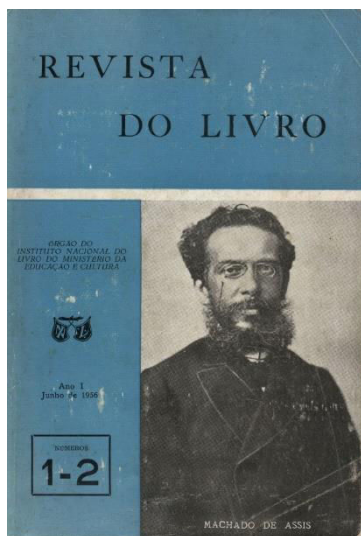 REVISTA
DO LIVRO
ÓRGÃO DO
INSTITUTO NACIONAL DO
LIVRO DO MINISTÉRIO DA
EDUCAÇÃO E CULTURA
Ano I
Junho de 1956
NÚMEROS
1-2
MACHADO DE ASSIS